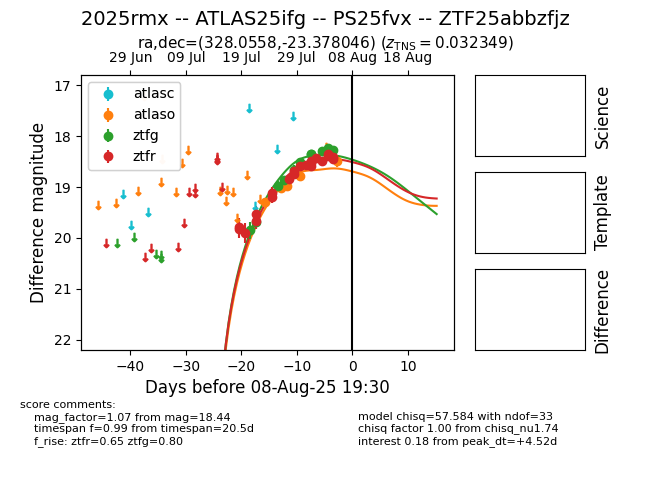 2025rmx -- ATLAS25ifg -- PS25fvx -- ZTF25abbzfjz
ra,dec=(328.0558,-23.378046) (zTNS = 0.032349)
29 Jun 09 Jul 19 Jul 29 Jul 08 Aug 18 Aug
atlasc
atlaso
ztfg
ztfr
17
18
19
20
21
22
Difference magnitude
−40 −30 −20 −10 0 10
Days before 08-Aug-25 19:30
Science
Template
Difference
score comments:
mag_factor=1.07 from mag=18.44
timespan f=0.99 from timespan=20.5d
f_rise: ztfr=0.65 ztfg=0.80
model chisq=57.584 with ndof=33
chisq factor 1.00 from chisq_nu1.74
interest 0.18 from peak_dt=+4.52d